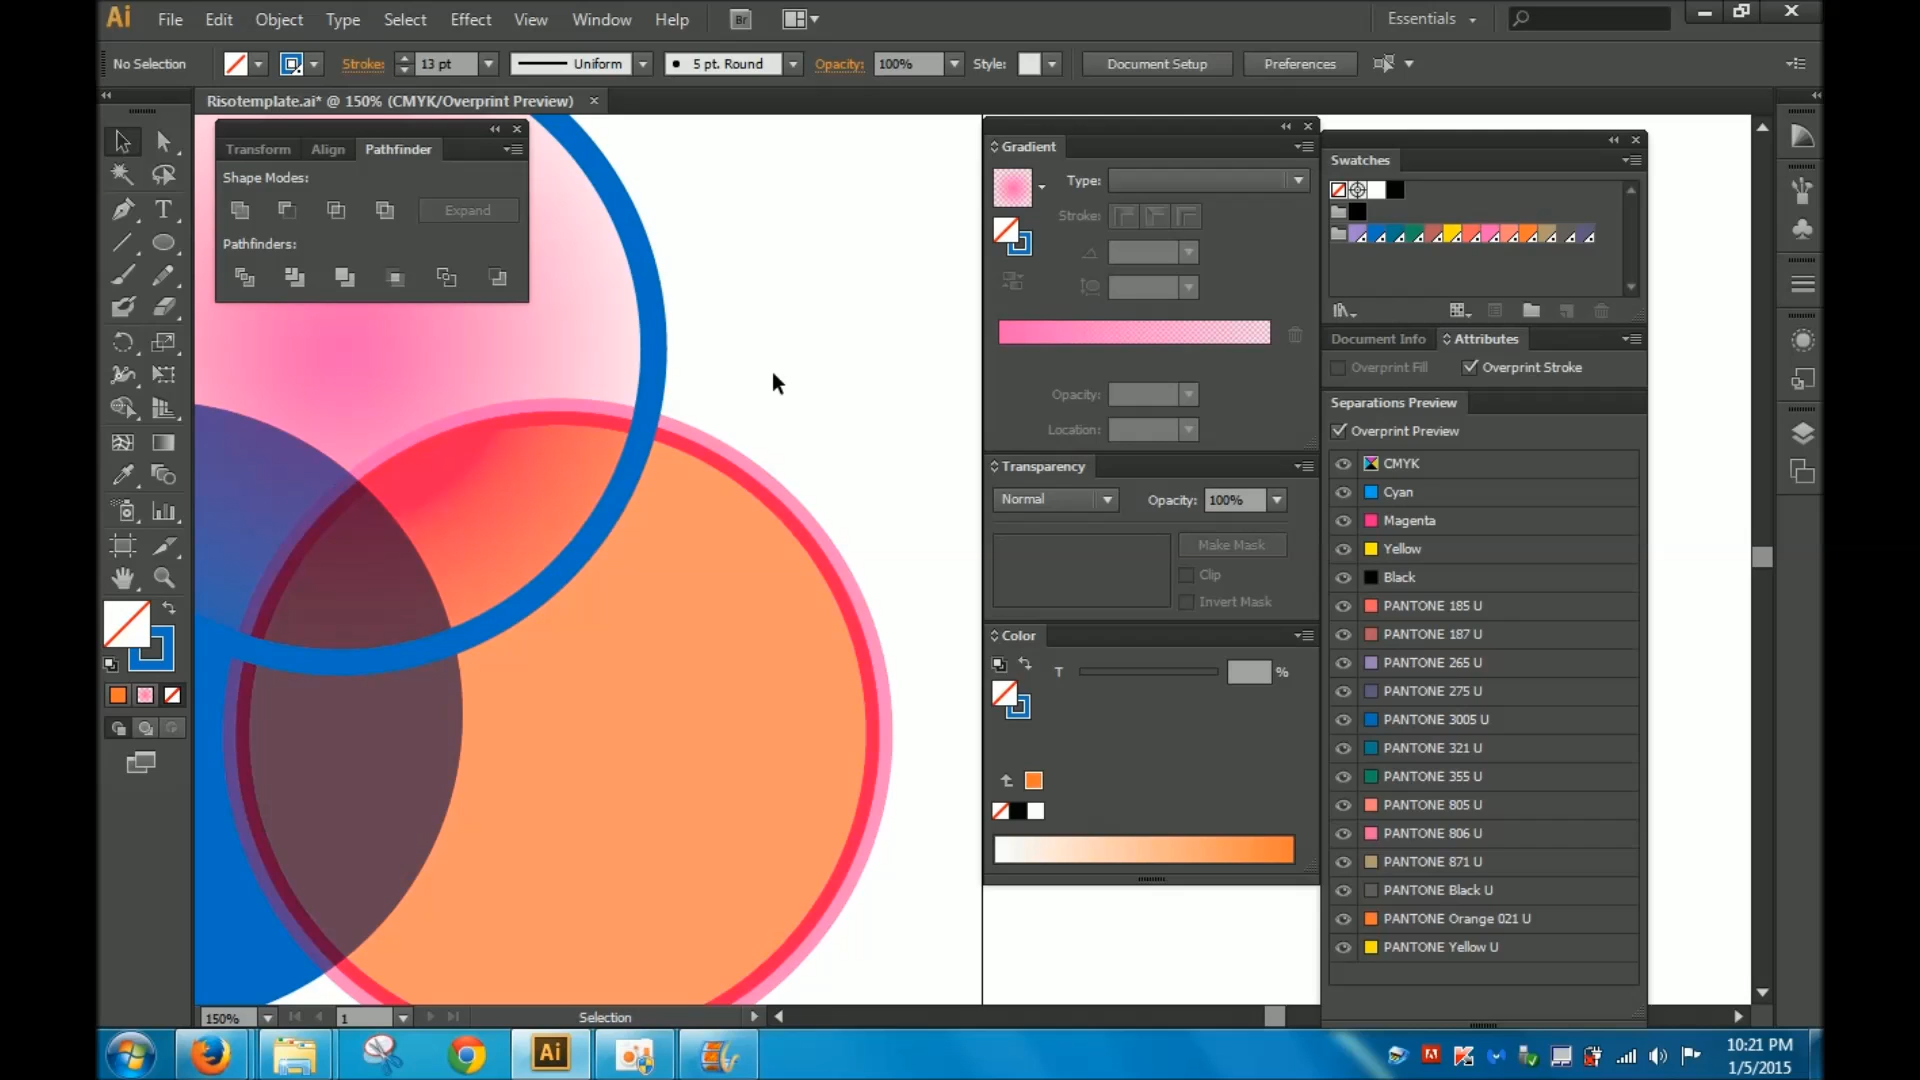 Ai File Edit Object Type Select Effect View Window Help Br Essentials
No Selection Stroke: 13 pt Uniform 5 pt. Round Opacity: 100% Style: Document Setup Preferences
Risotemplate.ai* @ 150% (CMYK/Overprint Preview)
Transform Align Pathfinder
Shape Modes:
Expand
Pathfinders:
Gradient
Type:
Stroke:
Opacity:
Location:
Transparency
Normal Opacity: 100%
Make Mask
Clip
Invert Mask
Color
T %
Swatches
Document Info Attributes
Overprint Fill Overprint Stroke
Separations Preview
Overprint Preview
CMYK
Cyan
Magenta
Yellow
Black
PANTONE 185 U
PANTONE 187 U
PANTONE 265 U
PANTONE 275 U
PANTONE 3005 U
PANTONE 321 U
PANTONE 355 U
PANTONE 805 U
PANTONE 806 U
PANTONE 871 U
PANTONE Black U
PANTONE Orange 021 U
PANTONE Yellow U
150% 1 Selection
Ai
10:21 PM
1/5/2015